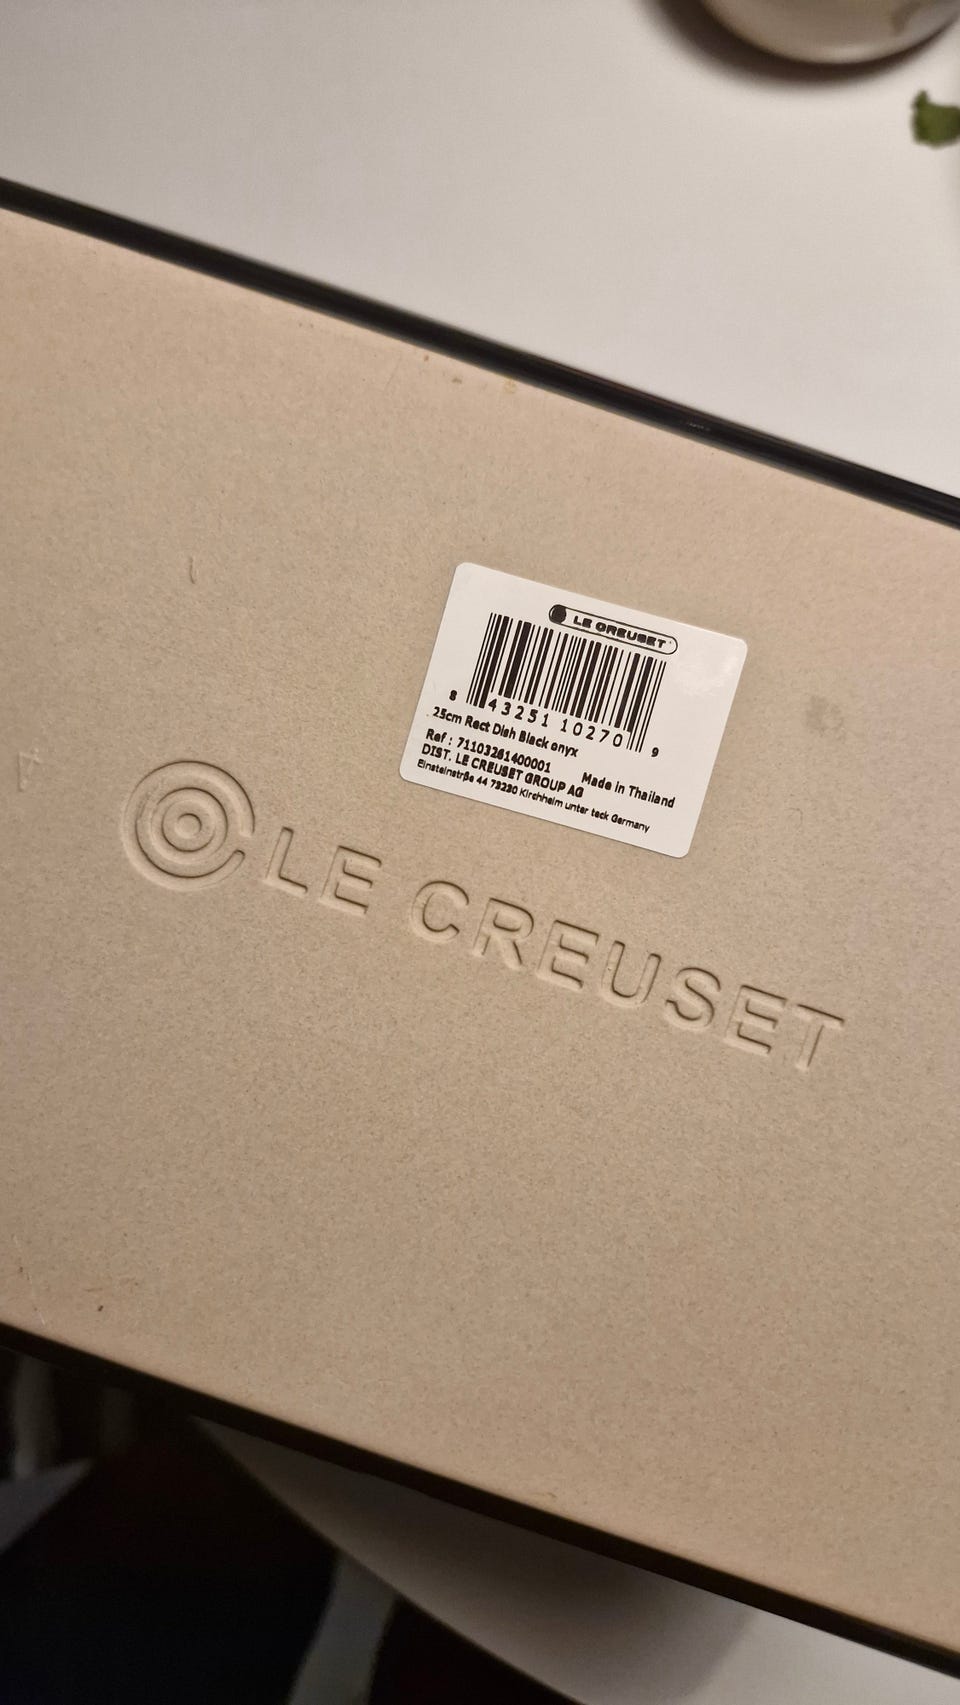 LE CREUSET
8 43251 10270 9
25cm Rect Dish Black onyx
Ref : 71103261400001
Made in Thailand
DIST. LE CREUSET GROUP AG
Einsteinstrβe 44 73230 Kirchheim unter teck Germany
LE CREUSET